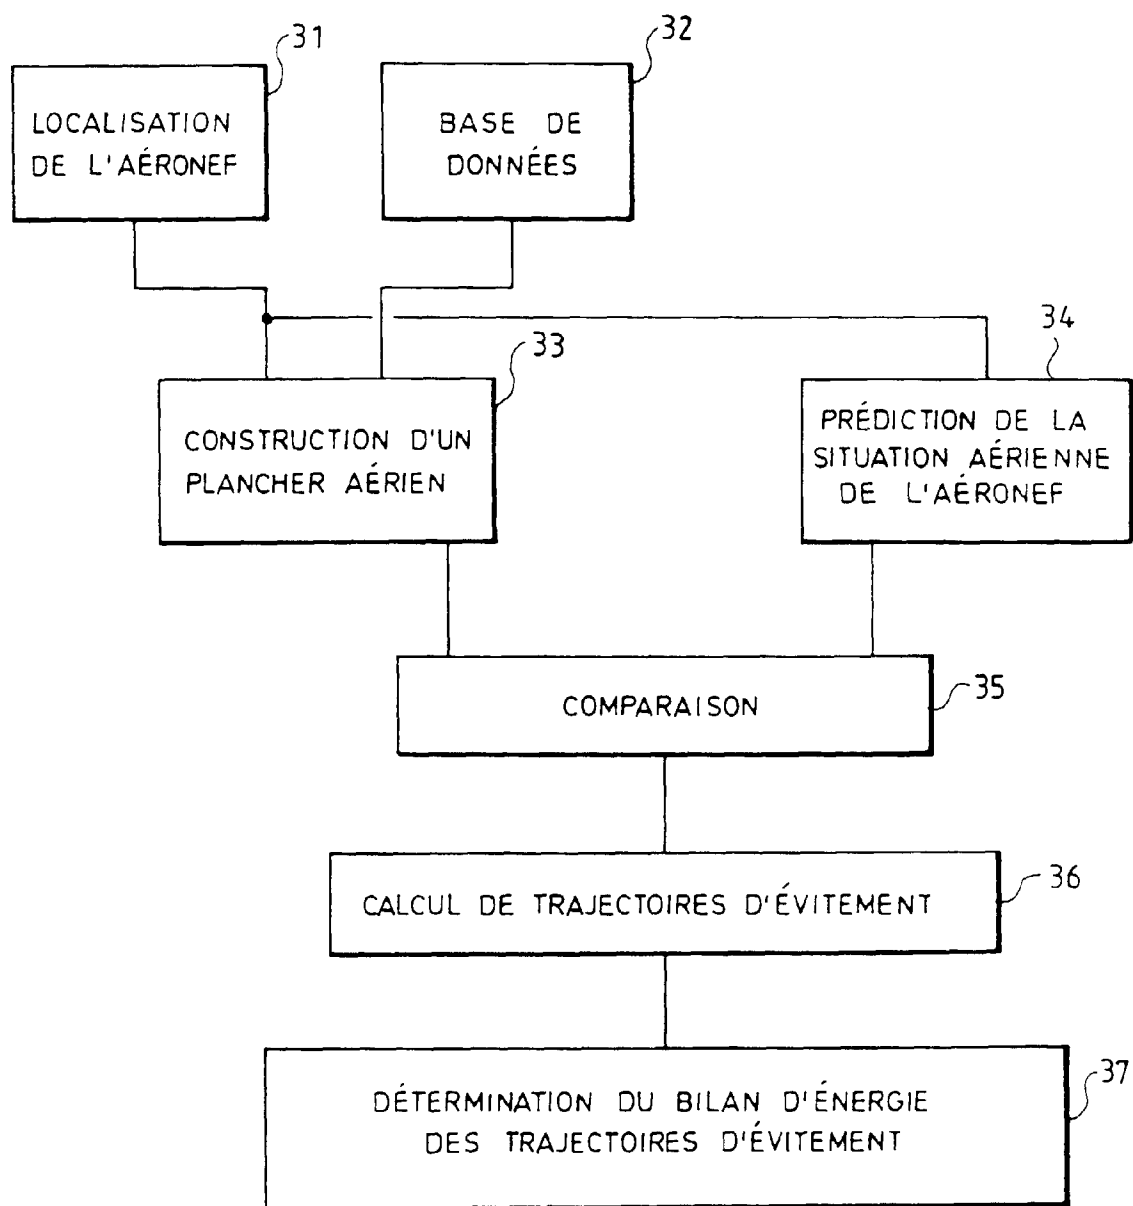 31
LOCALISATION
DE L'AÉRONEF
32
BASE DE
DONNÉES
33
CONSTRUCTION D'UN
PLANCHER AÉRIEN
34
PRÉDICTION DE LA
SITUATION AÉRIENNE
DE L'AÉRONEF
35
COMPARAISON
36
CALCUL DE TRAJECTOIRES D'ÉVITEMENT
37
DÉTERMINATION DU BILAN D'ÉNERGIE
DES TRAJECTOIRES D'ÉVITEMENT